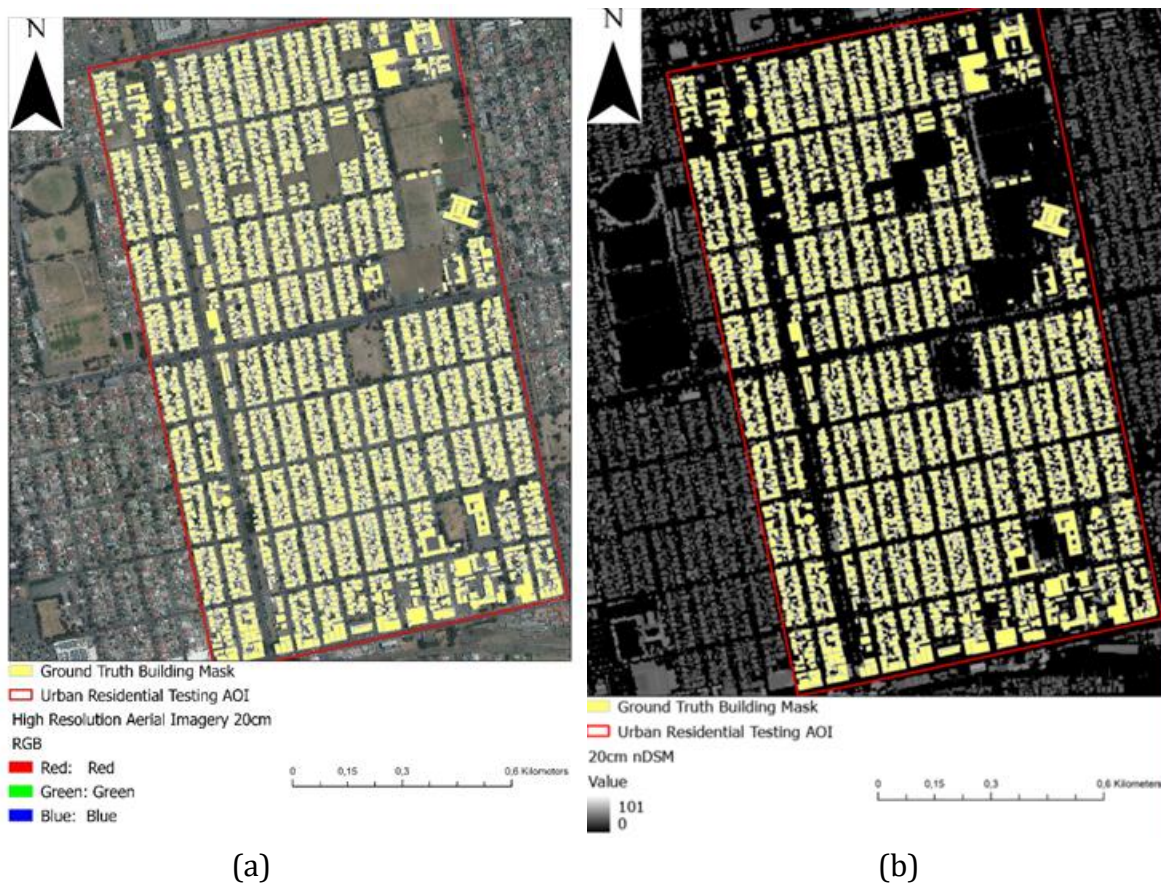 N
Ground Truth Building Mask
Urban Residential Testing AOI
High Resolution Aerial Imagery 20cm
RGB
Red: Red
Green: Green
Blue: Blue
0 0,15 0,3 0,6 Kilometers
(a)
N
Ground Truth Building Mask
Urban Residential Testing AOI
20cm nDSM
Value
101
0
0 0,15 0,3 0,6 Kilometers
(b)